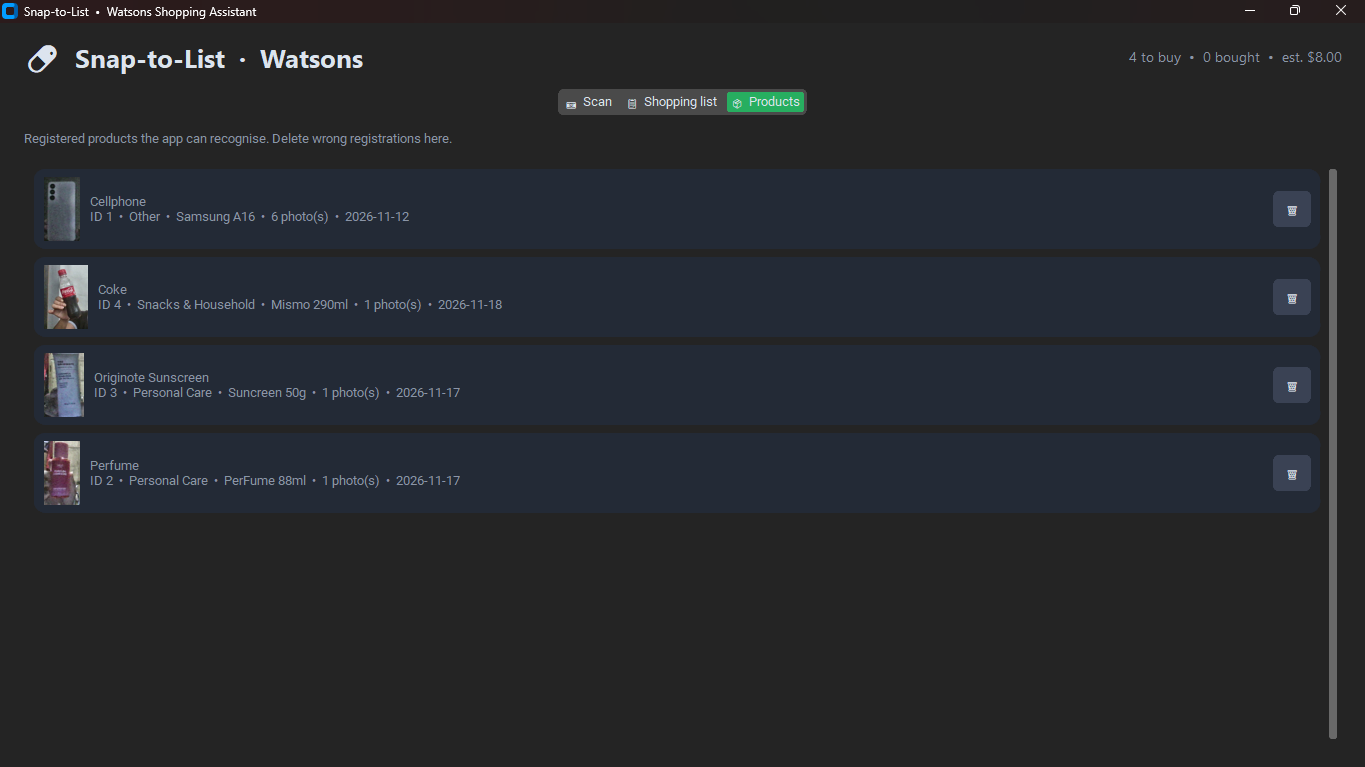 Snap-to-List • Watsons Shopping Assistant
Snap-to-List · Watsons
4 to buy • 0 bought • est. $8.00
Scan
Shopping list
Products
Registered products the app can recognise. Delete wrong registrations here.
Cellphone
ID 1 • Other • Samsung A16 • 6 photo(s) • 2026-11-12
Coke
ID 4 • Snacks & Household • Mismo 290ml • 1 photo(s) • 2026-11-18
Originote Sunscreen
ID 3 • Personal Care • Suncreen 50g • 1 photo(s) • 2026-11-17
Perfume
ID 2 • Personal Care • PerFume 88ml • 1 photo(s) • 2026-11-17